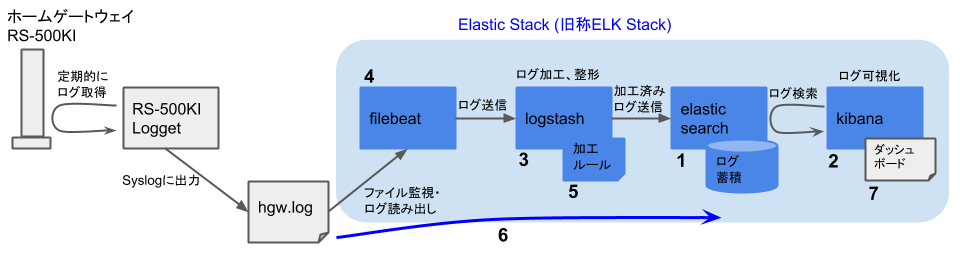 ホームゲートウェイ
RS-500KI
定期的に
ログ取得
RS-500KI
Logget
Syslogに出力
hgw.log
Elastic Stack (旧称ELK Stack)
4
filebeat
ログ送信
ファイル監視・
ログ読み出し
ログ加工、整形
logstash
3
加工
ルール
5
加工済み
ログ送信
elastic
search
1
ログ
蓄積
ログ検索
ログ可視化
kibana
2
ダッシュ
ボード
7
6